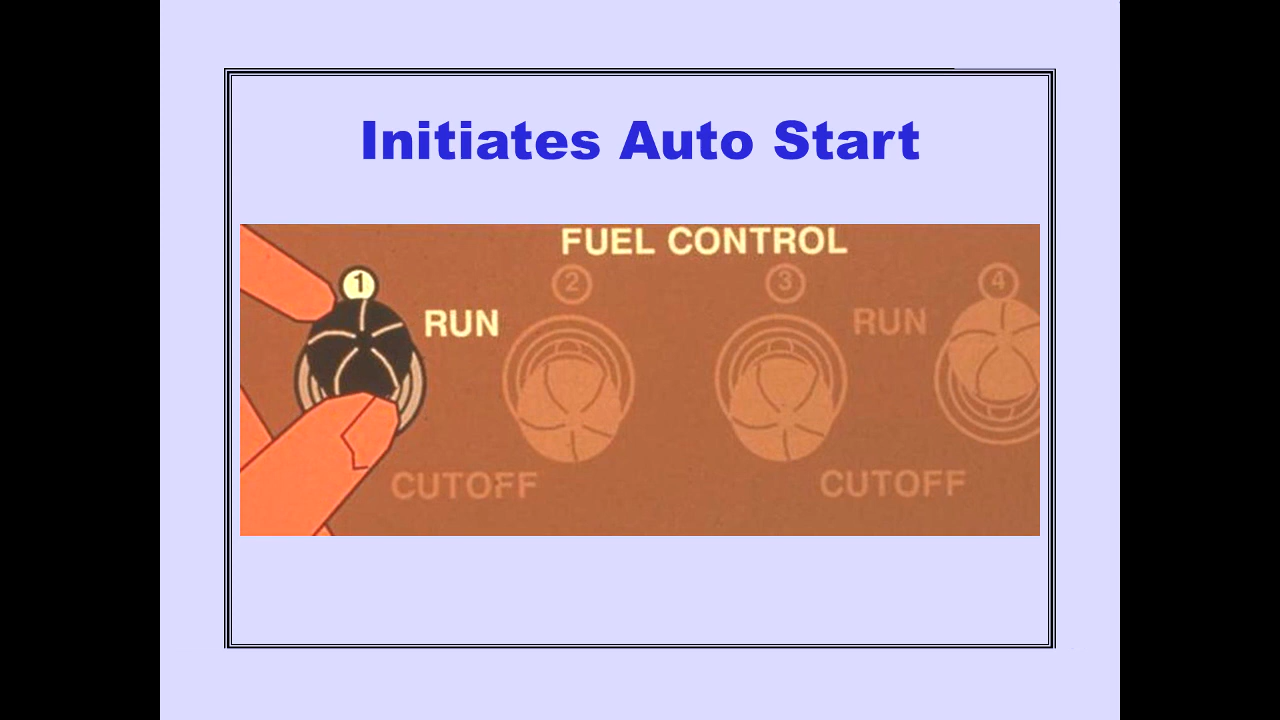 Initiates Auto Start
FUEL CONTROL
1 2 3 4
RUN RUN
CUTOFF CUTOFF